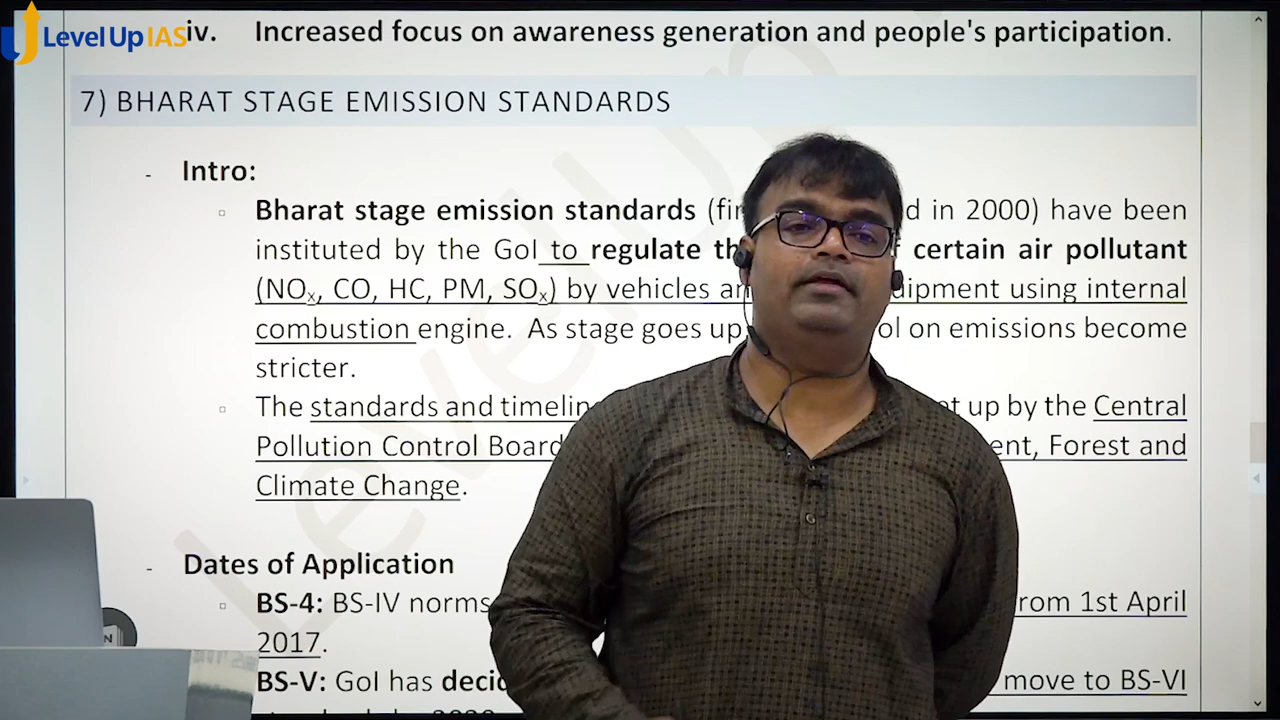 Level Up IAS
iv. Increased focus on awareness generation and people's participation.
7) BHARAT STAGE EMISSION STANDARDS
- Intro:
Bharat stage emission standards (fir d in 2000) have been
instituted by the GoI to regulate th certain air pollutant
(NOx, CO, HC, PM, SOx) by vehicles an uipment using internal
combustion engine. As stage goes up ol on emissions become
stricter.
The standards and timelin et up by the Central
Pollution Control Board ent, Forest and
Climate Change.
- Dates of Application
BS-4: BS-IV norms rom 1st April
2017.
BS-V: GoI has decid move to BS-VI